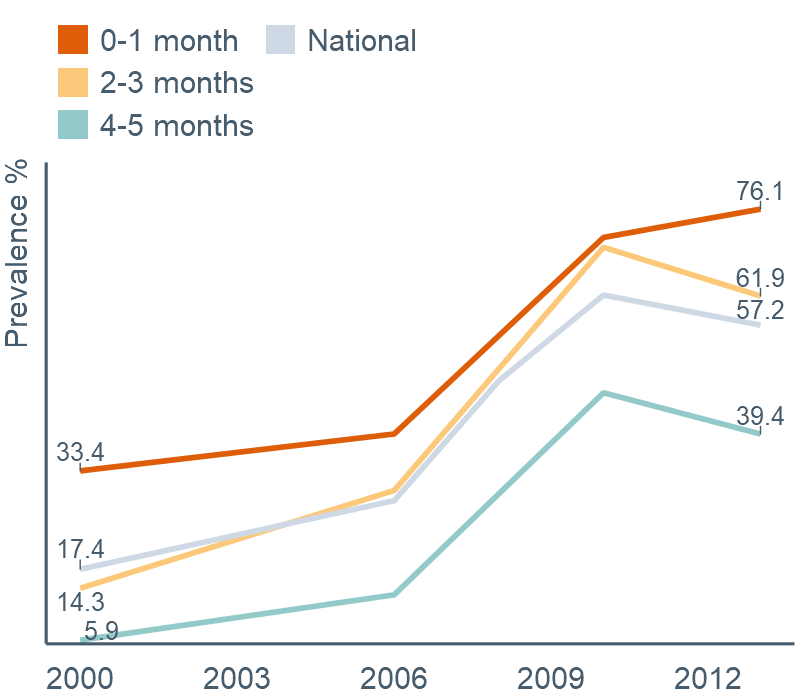 0-1 month National
2-3 months
4-5 months
Prevalence %
76.1
61.9
57.2
39.4
33.4
17.4
14.3
5.9
2000 2003 2006 2009 2012